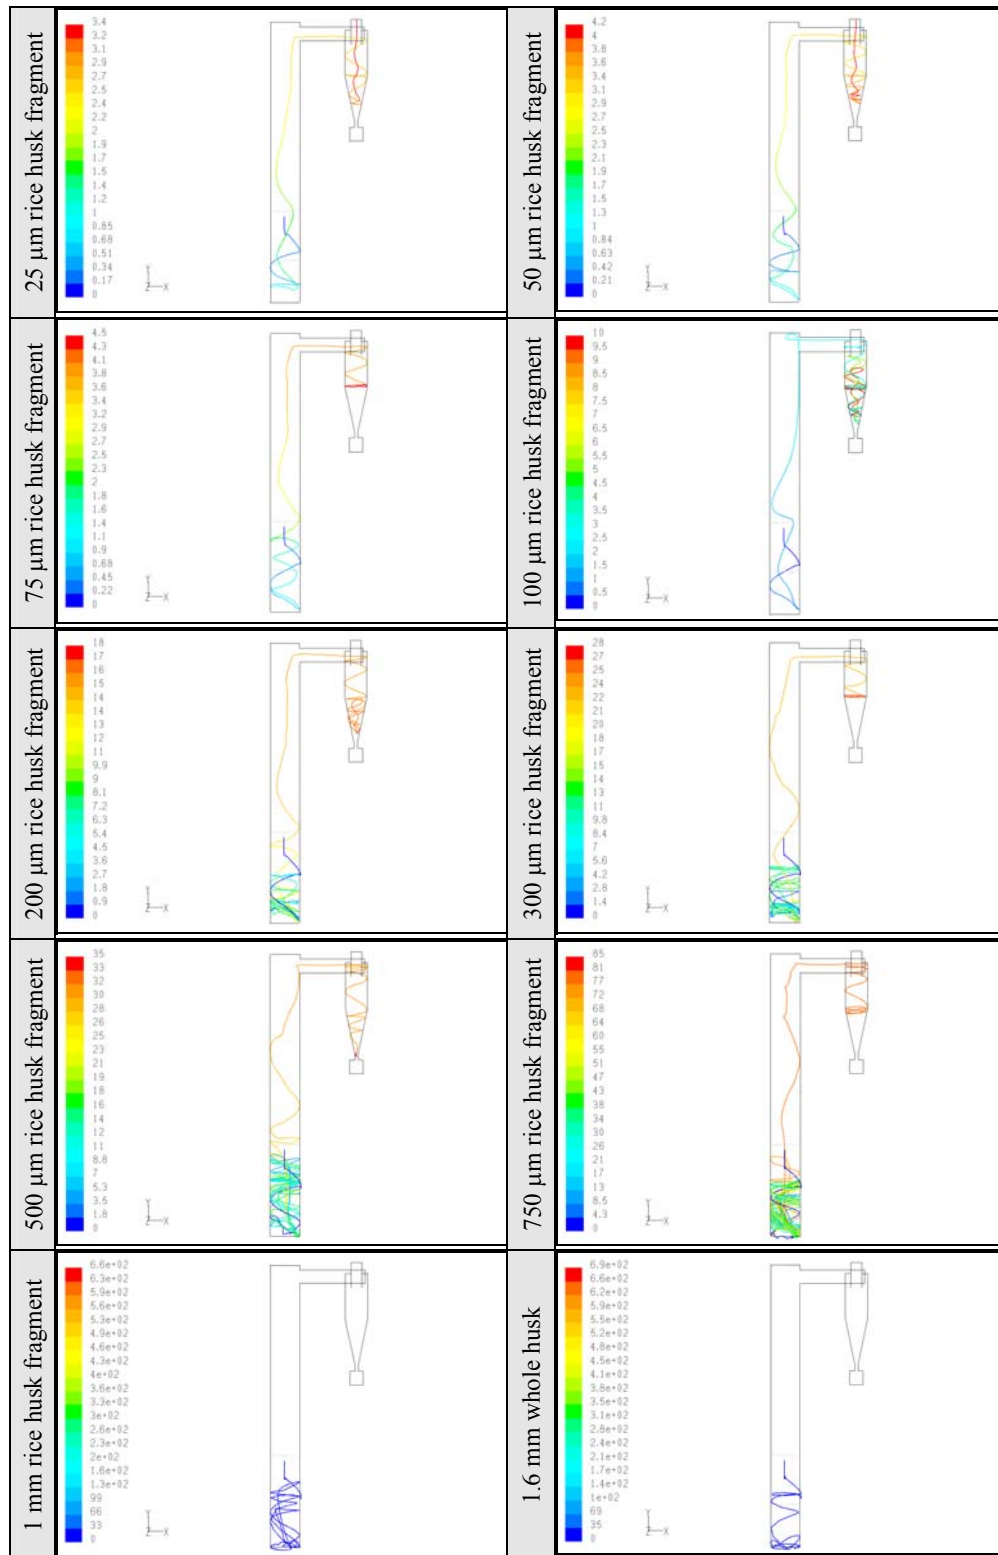 25 μm rice husk fragment
3.4
3.2
3.1
2.9
2.7
2.5
2.4
2.2
2
1.9
1.7
1.5
1.4
1.2
1
0.85
0.68
0.51
0.34
0.17
0
Y
Z X
50 μm rice husk fragment
4.2
4
3.8
3.6
3.4
3.1
2.9
2.7
2.5
2.3
2.1
1.9
1.7
1.5
1.3
1
0.84
0.63
0.42
0.21
0
Y
Z X
75 μm rice husk fragment
4.5
4.3
4.1
3.8
3.6
3.4
3.2
2.9
2.7
2.5
2.3
2
1.8
1.6
1.4
1.1
0.9
0.68
0.45
0.22
0
Y
Z X
100 μm rice husk fragment
10
9.5
9
8.5
8
7.5
7
6.5
6
5.5
5
4.5
4
3.5
3
2.5
2
1.5
1
0.5
0
Y
Z X
200 μm rice husk fragment
18
17
16
15
14
14
13
12
11
9.9
9
8.1
7.2
6.3
5.4
4.5
3.6
2.7
1.8
0.9
0
Y
Z X
300 μm rice husk fragment
28
27
25
24
22
21
20
18
17
15
14
13
11
9.8
8.4
7
5.6
4.2
2.8
1.4
0
Y
Z X
500 μm rice husk fragment
35
33
32
30
28
26
25
23
21
19
18
16
14
12
11
8.8
7
5.3
3.5
1.8
0
Y
Z X
750 μm rice husk fragment
85
81
77
72
68
64
60
55
51
47
43
38
34
30
26
21
17
13
8.5
4.3
0
Y
Z X
1 mm rice husk fragment
6.6e+02
6.3e+02
5.9e+02
5.6e+02
5.3e+02
4.9e+02
4.6e+02
4.3e+02
4e+02
3.6e+02
3.3e+02
3e+02
2.6e+02
2.3e+02
2e+02
1.6e+02
1.3e+02
99
66
33
0
Y
Z X
1.6 mm whole husk
6.9e+02
6.6e+02
6.2e+02
5.9e+02
5.5e+02
5.2e+02
4.8e+02
4.5e+02
4.1e+02
3.8e+02
3.5e+02
3.1e+02
2.8e+02
2.4e+02
2.1e+02
1.7e+02
1.4e+02
1e+02
69
35
0
Y
Z X